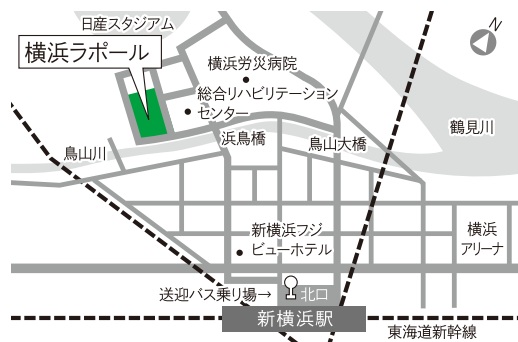 日産スタジアム
N
横浜ラポール
横浜労災病院
総合リハビリテーション
センター
鶴見川
浜鳥橋
鳥山大橋
鳥山川
新横浜フジ
ビューホテル
横浜
アリーナ
送迎バス乗り場→
北口
新横浜駅
東海道新幹線